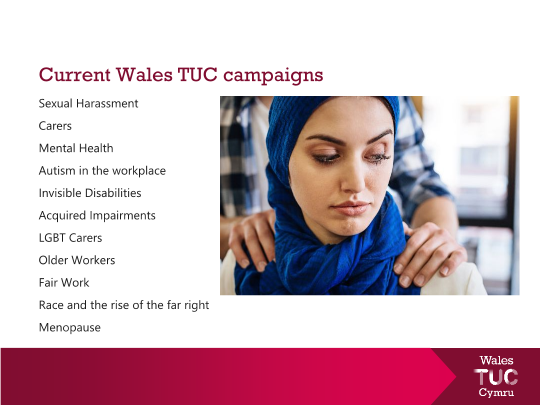 Current Wales TUC campaigns
Sexual Harassment
Carers
Mental Health
Autism in the workplace
Invisible Disabilities
Acquired Impairments
LGBT Carers
Older Workers
Fair Work
Race and the rise of the far right
Menopause
Wales
TUC
Cymru